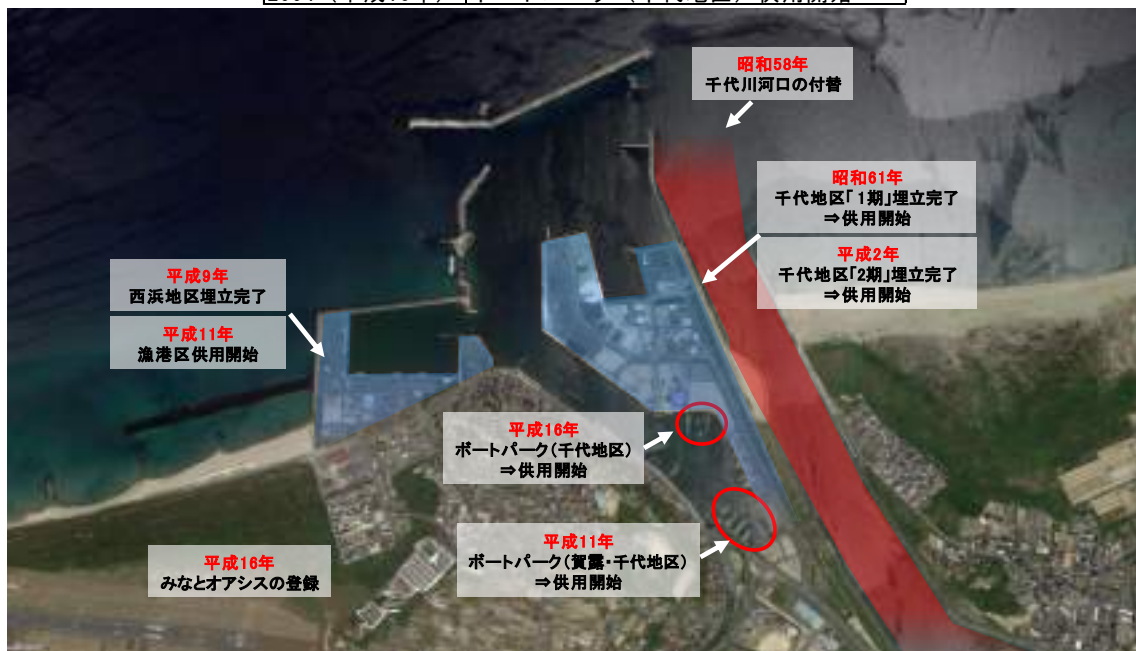 昭和58年
千代川河口の付替
昭和61年
千代地区「1期」埋立完了
⇒供用開始
平成2年
千代地区「2期」埋立完了
⇒供用開始
平成9年
西浜地区埋立完了
平成11年
漁港区供用開始
平成16年
ボートパーク(千代地区)
⇒供用開始
平成11年
ボートパーク(賀露・千代地区)
⇒供用開始
平成16年
みなとオアシスの登録